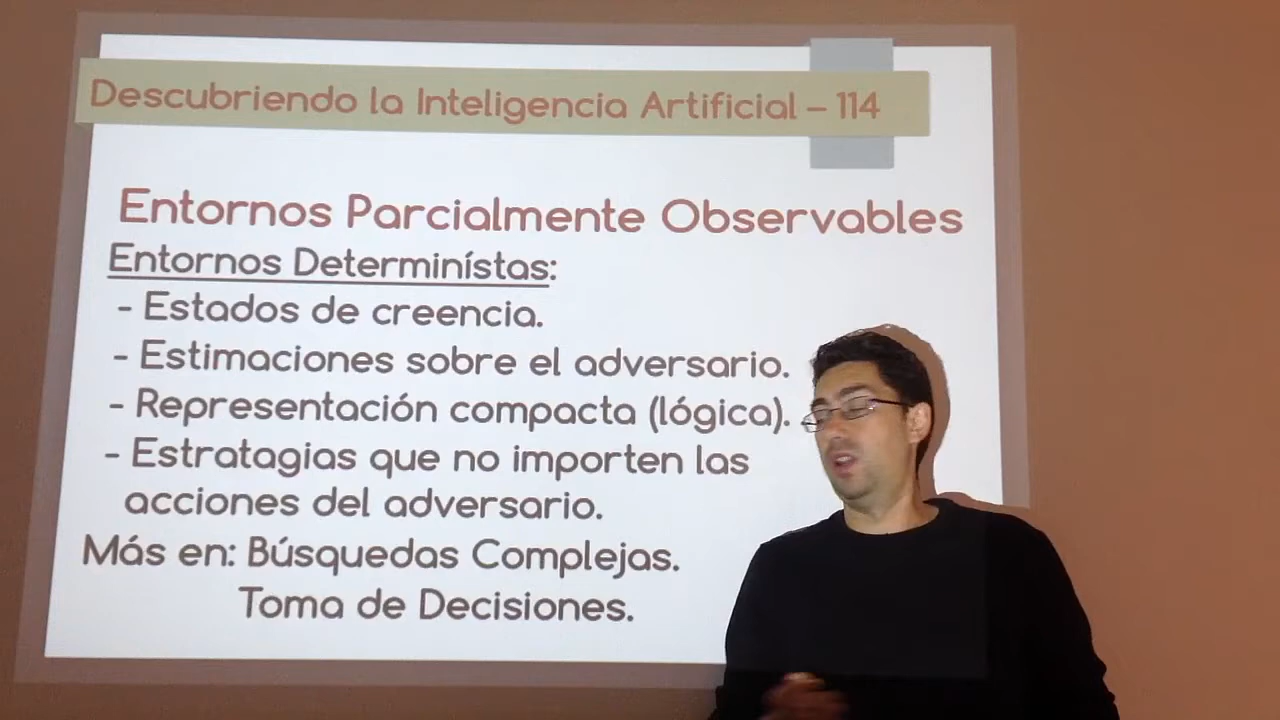 Descubriendo la Inteligencia Artificial – 114
Entornos Parcialmente Observables
Entornos Determinístas:
- Estados de creencia.
- Estimaciones sobre el adversario.
- Representación compacta (lógica).
- Estratagias que no importen las
acciones del adversario.
Más en: Búsquedas Complejas.
Toma de Decisiones.